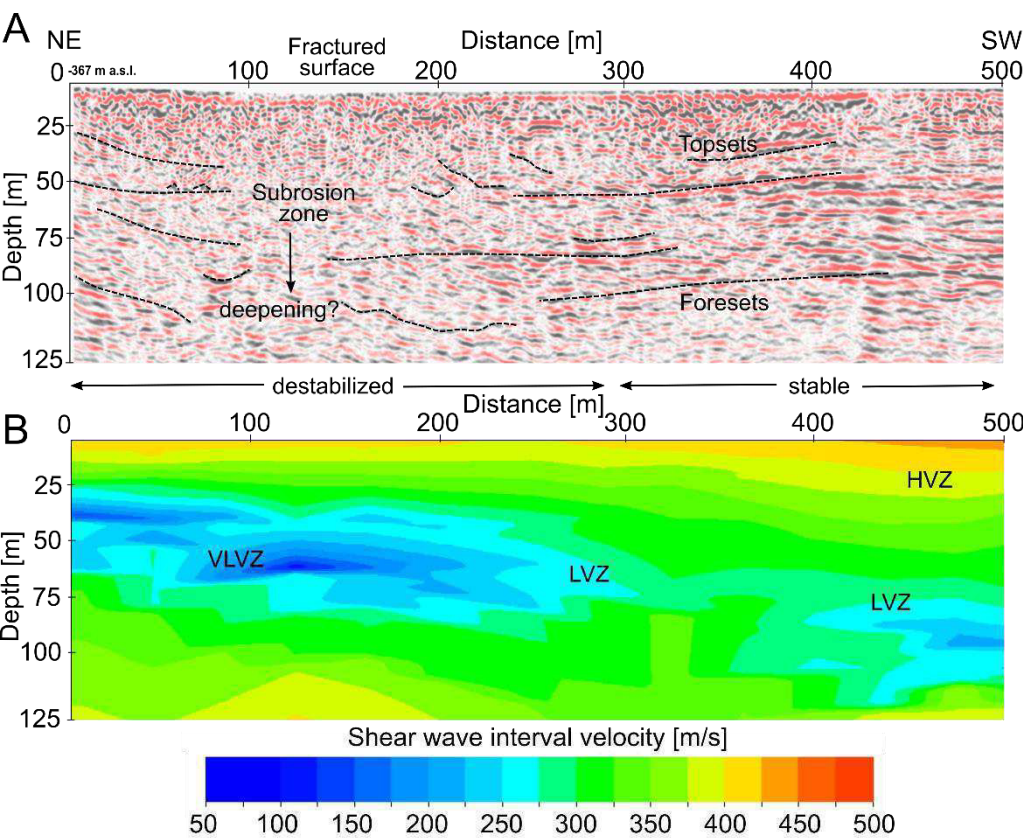 A
NE
Fractured
surface
Distance [m]
SW
0
-367 m a.s.l.
100
200
300
400
500
25
50
75
100
125
Depth [m]
Topsets
Subrosion
zone
deepening?
Foresets
destabilized
stable
B
Distance [m]
0
100
200
300
400
500
25
50
75
100
125
Depth [m]
HVZ
VLVZ
LVZ
LVZ
Shear wave interval velocity [m/s]
50 100 150 200 250 300 350 400 450 500